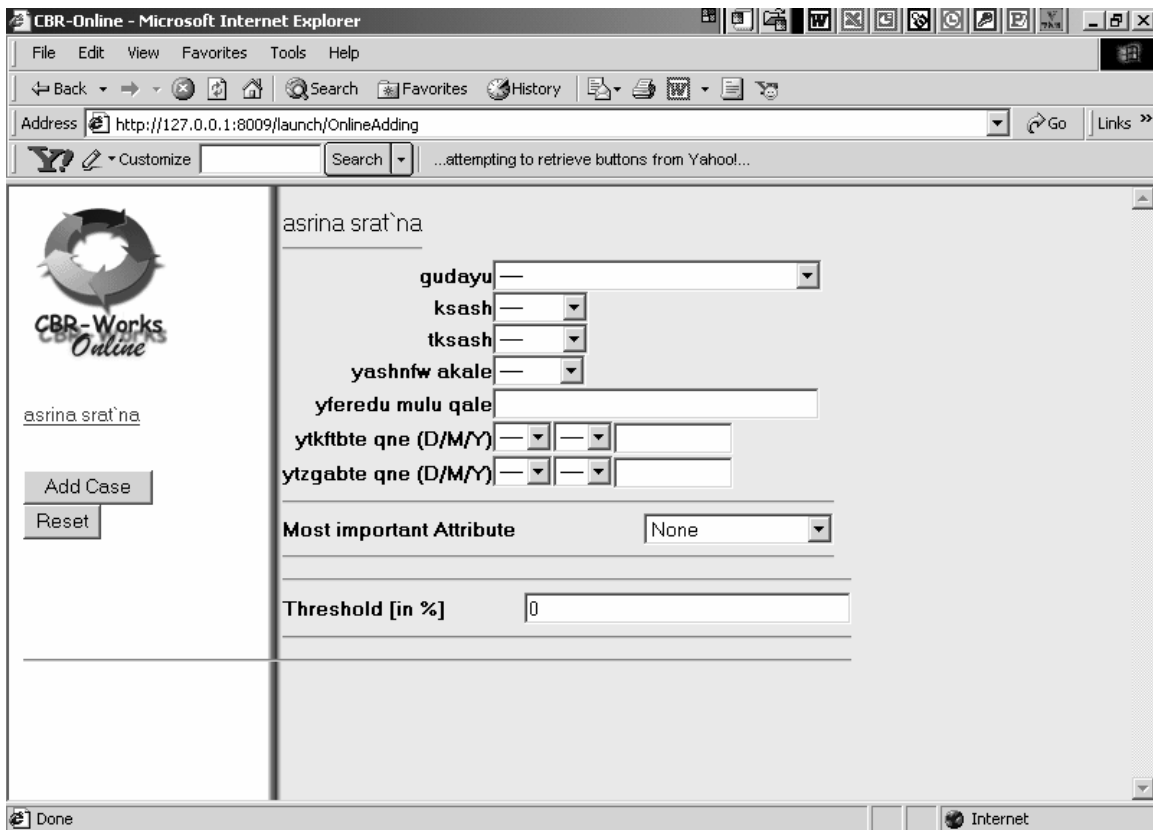 CBR-Online - Microsoft Internet Explorer
File Edit View Favorites Tools Help
Back Search Favorites History
Address http://127.0.0.1:8009/launch/OnlineAdding Go Links »
Y! Customize Search ...attempting to retrieve buttons from Yahoo!...
CBR-Works
Online
asrina srat`na
Add Case
Reset
asrina srat`na
gudayu —
ksash —
tksash —
yashnfw akale —
yferedu mulu qale
ytkftbte qne (D/M/Y) — —
ytzgabte qne (D/M/Y) — —
Most important Attribute None
Threshold [in %] 0
Done Internet